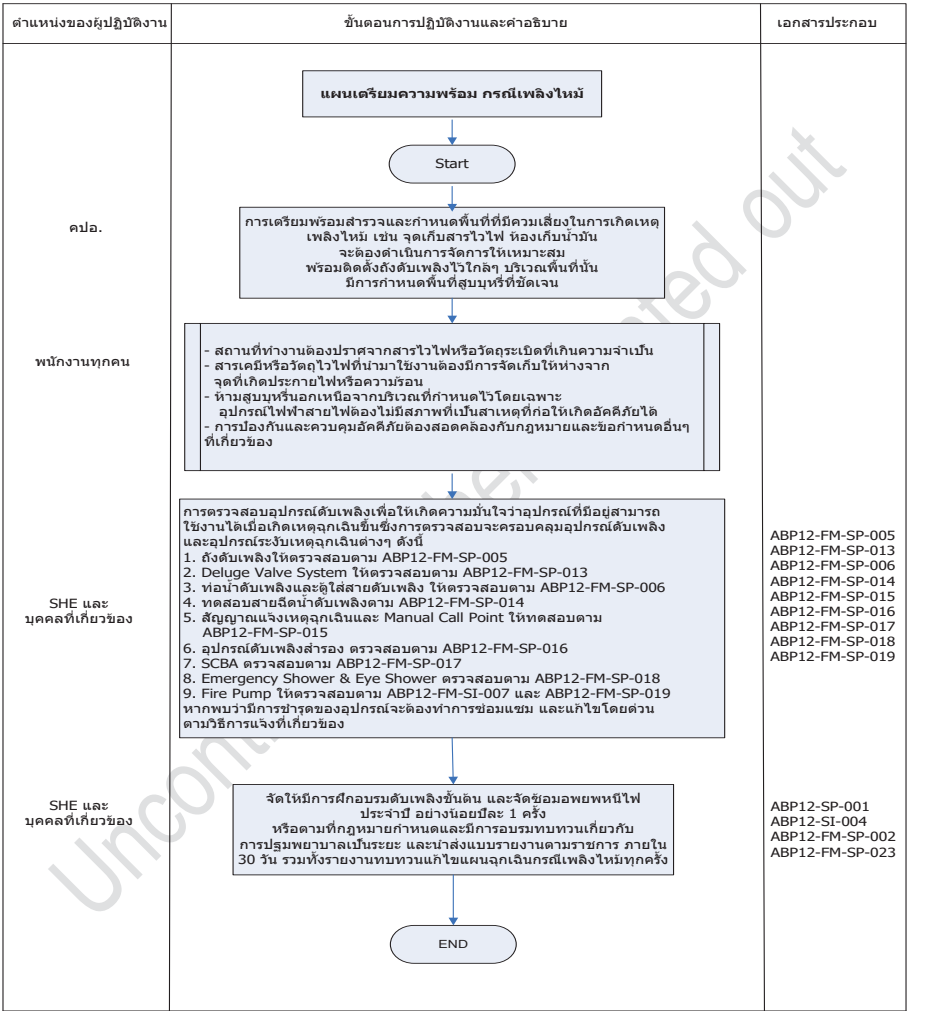 ตำแหน่งของผู้ปฏิบัติงาน
ขั้นตอนการปฏิบัติงานและคำอธิบาย
เอกสารประกอบ
แผนเตรียมความพร้อม กรณีเพลิงไหม้
Start
คปอ.
การเตรียมพร้อมสำรวจและกำหนดพื้นที่ที่มีควมเสี่ยงในการเกิดเหตุ
เพลิงไหม้ เช่น จุดเก็บสารไวไฟ ห้องเก็บน้ำมัน
จะต้องดำเนินการจัดการให้เหมาะสม
พร้อมติดตั้งถังดับเพลิงไว้ใกล้ๆ บริเวณพื้นที่นั้น
มีการกำหนดพื้นที่สูบบุหรี่ที่ชัดเจน
พนักงานทุกคน
- สถานที่ทำงานต้องปราศจากสารไวไฟหรือวัตถุระเบิดที่เกินความจำเป็น
- สารเคมีหรือวัตถุไวไฟที่นำมาใช้งานต้องมีการจัดเก็บให้ห่างจาก
จุดที่เกิดประกายไฟหรือความร้อน
- ห้ามสูบบุหรี่นอกเหนือจากบริเวณที่กำหนดไว้โดยเฉพาะ
อุปกรณ์ไฟฟ้าสายไฟต้องไม่มีสภาพที่เป็นสาเหตุที่ก่อให้เกิดอัคคีภัยได้
- การป้องกันและควบคุมอัคคีภัยต้องสอดคล้องกับกฎหมายและข้อกำหนดอื่นๆ
ที่เกี่ยวข้อง
SHE และ
บุคคลที่เกี่ยวข้อง
การตรวจสอบอุปกรณ์ดับเพลิงเพื่อให้เกิดความมั่นใจว่าอุปกรณ์ที่มีอยู่สามารถ
ใช้งานได้เมื่อเกิดเหตุฉุกเฉินขึ้นซึ่งการตรวจสอบจะครอบคลุมอุปกรณ์ดับเพลิง
และอุปกรณ์ระงับเหตุฉุกเฉินต่างๆ ดังนี้
1. ถังดับเพลิงให้ตรวจสอบตาม ABP12-FM-SP-005
2. Deluge Valve System ให้ตรวจสอบตาม ABP12-FM-SP-013
3. ท่อน้ำดับเพลิงและตู้ใส่สายดับเพลิง ให้ตรวจสอบตาม ABP12-FM-SP-006
4. ทดสอบสายฉีดน้ำดับเพลิงตาม ABP12-FM-SP-014
5. สัญญาณแจ้งเหตุฉุกเฉินและ Manual Call Point ให้ทดสอบตาม
ABP12-FM-SP-015
6. อุปกรณ์ดับเพลิงสำรอง ตรวจสอบตาม ABP12-FM-SP-016
7. SCBA ตรวจสอบตาม ABP12-FM-SP-017
8. Emergency Shower & Eye Shower ตรวจสอบตาม ABP12-FM-SP-018
9. Fire Pump ให้ตรวจสอบตาม ABP12-FM-SI-007 และ ABP12-FM-SP-019
หากพบว่ามีการชำรุดของอุปกรณ์จะต้องทำการซ่อมแซม และแก้ไขโดยด่วน
ตามวิธีการแจ้งที่เกี่ยวข้อง
ABP12-FM-SP-005
ABP12-FM-SP-013
ABP12-FM-SP-006
ABP12-FM-SP-014
ABP12-FM-SP-015
ABP12-FM-SP-016
ABP12-FM-SP-017
ABP12-FM-SP-018
ABP12-FM-SP-019
SHE และ
บุคคลที่เกี่ยวข้อง
จัดให้มีการฝึกอบรมดับเพลิงขั้นต้น และจัดซ้อมอพยพหนีไฟ
ประจำปี อย่างน้อยปีละ 1 ครั้ง
หรือตามที่กฎหมายกำหนดและมีการอบรมทบทวนเกี่ยวกับ
การปฐมพยาบาลเป็นระยะ และนำส่งแบบรายงานตามราชการ ภายใน
30 วัน รวมทั้งรายงานทบทวนแก้ไขแผนฉุกเฉินกรณีเพลิงไหม้ทุกครั้ง
ABP12-SP-001
ABP12-SI-004
ABP12-FM-SP-002
ABP12-FM-SP-023
END